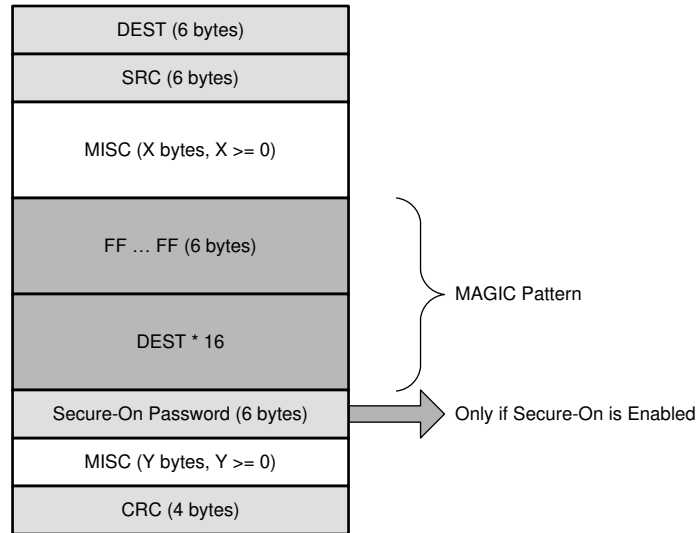 DEST (6 bytes)
SRC (6 bytes)
MISC (X bytes, X >= 0)
FF … FF (6 bytes)
MAGIC Pattern
DEST * 16
Secure-On Password (6 bytes)
Only if Secure-On is Enabled
MISC (Y bytes, Y >= 0)
CRC (4 bytes)